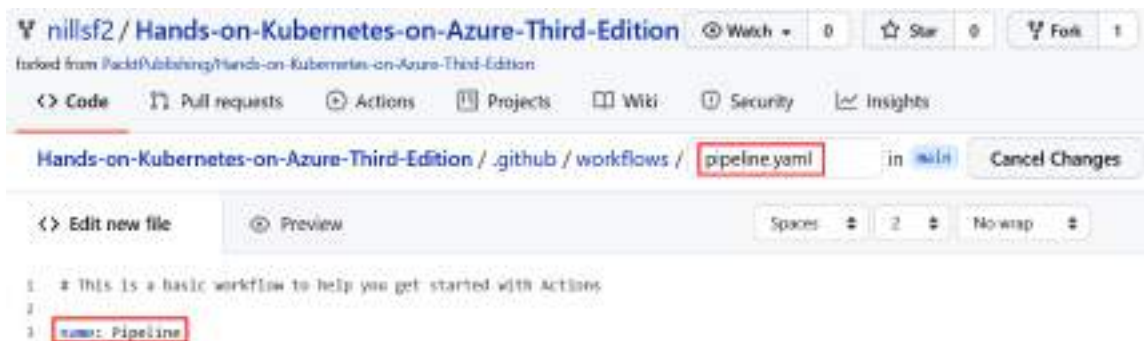 nillsf2 / Hands-on-Kubernetes-on-Azure-Third-Edition Watch 0 Star 0 Fork 1
forked from PacktPublishing/Hands-on-Kubernetes-on-Azure-Third-Edition
<> Code Pull requests Actions Projects Wiki Security Insights
Hands-on-Kubernetes-on-Azure-Third-Edition / .github / workflows / pipeline.yaml in main Cancel Changes
<> Edit new file Preview Spaces 2 No wrap
1 # This is a basic workflow to help you get started with Actions
2
3 name: Pipeline